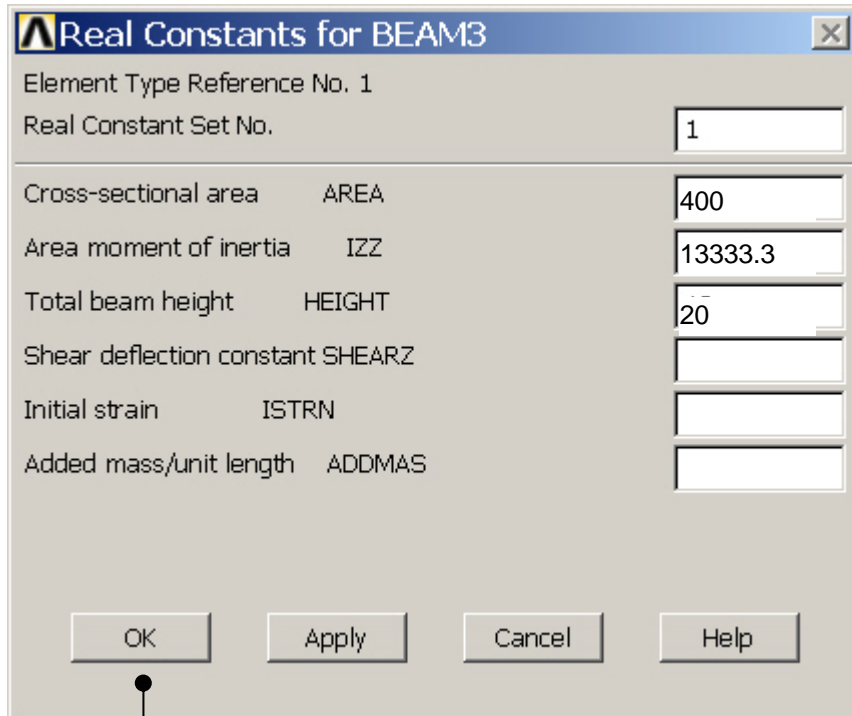 Real Constants for BEAM3
Element Type Reference No. 1
Real Constant Set No. 1
Cross-sectional area AREA 400
Area moment of inertia IZZ 13333.3
Total beam height HEIGHT 20
Shear deflection constant SHEARZ
Initial strain ISTRN
Added mass/unit length ADDMAS
OK Apply Cancel Help